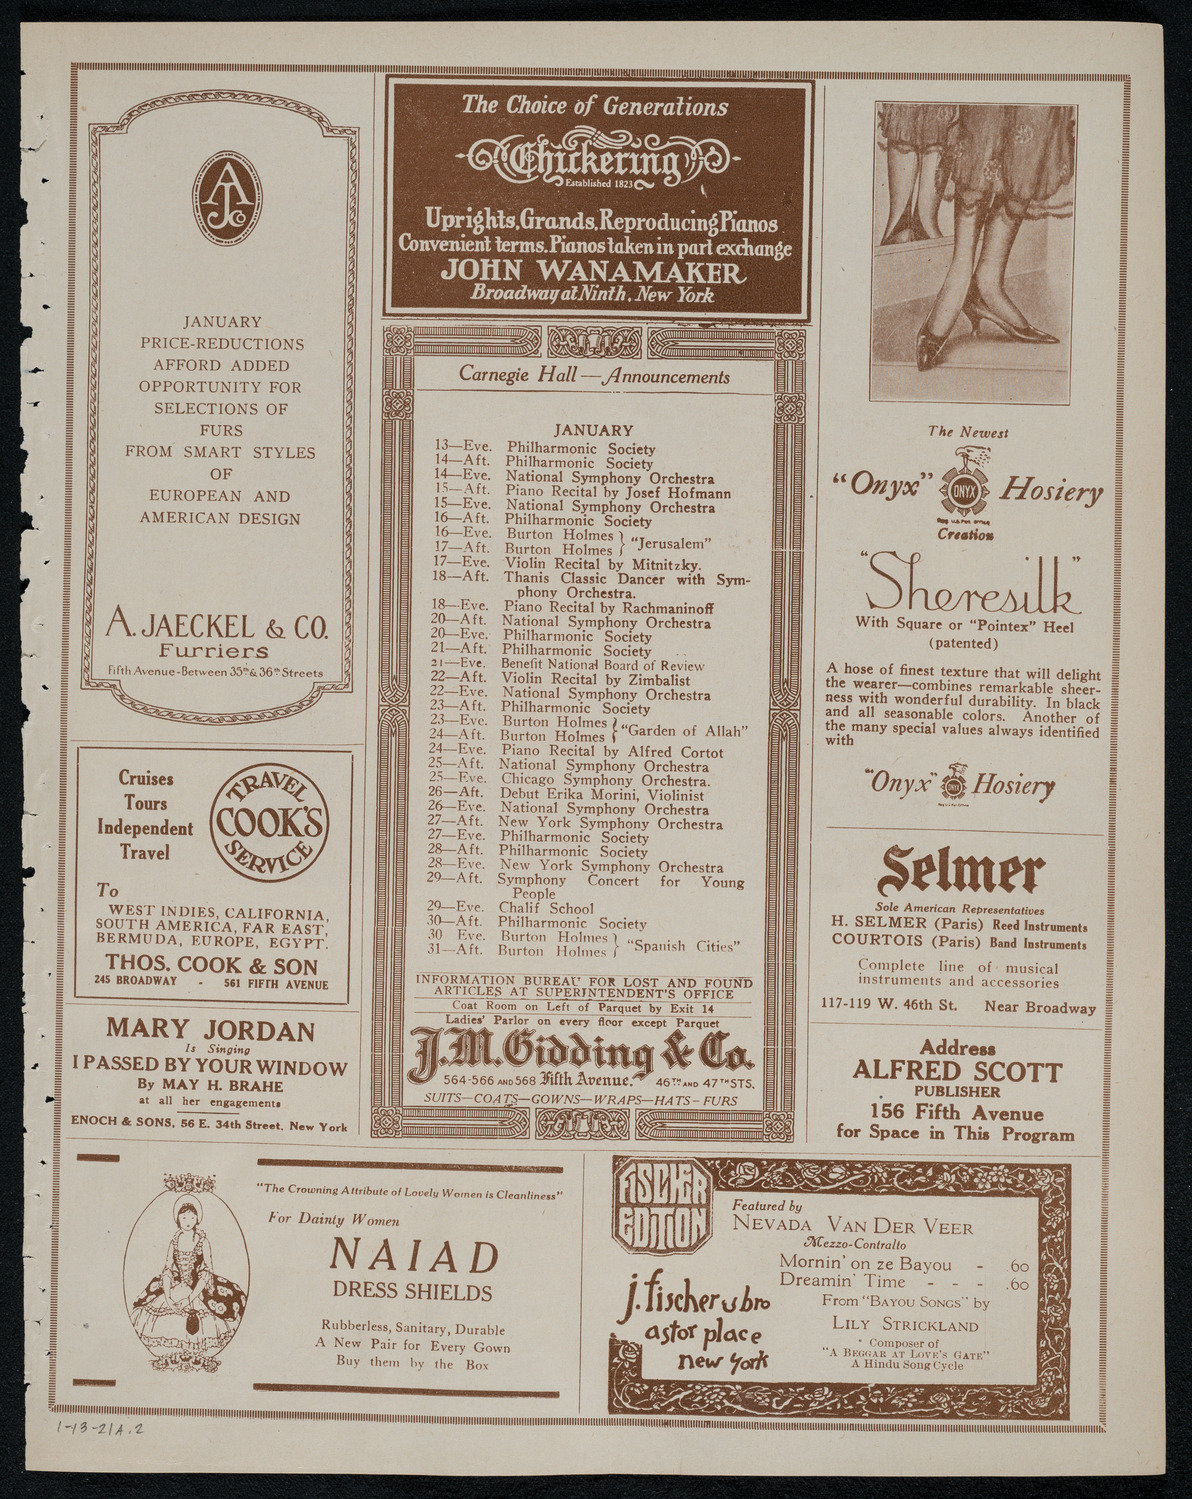 AJCo
JANUARY
PRICE-REDUCTIONS
AFFORD ADDED
OPPORTUNITY FOR
SELECTIONS OF
FURS
FROM SMART STYLES
OF
EUROPEAN AND
AMERICAN DESIGN
A. JAECKEL & CO.
Furriers
Fifth Avenue-Between 35th & 36th Streets
Cruises
Tours
Independent
Travel
TRAVEL
COOK'S
SERVICE
To
WEST INDIES, CALIFORNIA,
SOUTH AMERICA, FAR EAST,
BERMUDA, EUROPE, EGYPT.
THOS. COOK & SON
245 BROADWAY - 561 FIFTH AVENUE
MARY JORDAN
Is Singing
I PASSED BY YOUR WINDOW
By MAY H. BRAHE
at all her engagements
ENOCH & SONS, 56 E. 34th Street, New York
The Choice of Generations
Chickering
Established 1823
Uprights, Grands, Reproducing Pianos
Convenient terms. Pianos taken in part exchange
JOHN WANAMAKER
Broadway at Ninth, New York
Carnegie Hall—Announcements
JANUARY
13—Eve. Philharmonic Society
14—Aft. Philharmonic Society
14—Eve. National Symphony Orchestra
15—Aft. Piano Recital by Josef Hofmann
15—Eve. National Symphony Orchestra
16—Aft. Philharmonic Society
16—Eve. Burton Holmes } "Jerusalem"
17—Aft. Burton Holmes
17—Eve. Violin Recital by Mitnitzky.
18—Aft. Thanis Classic Dancer with Sym-
phony Orchestra.
18—Eve. Piano Recital by Rachmaninoff
20—Aft. National Symphony Orchestra
20—Eve. Philharmonic Society
21—Aft. Philharmonic Society
21—Eve. Benefit National Board of Review
22—Aft. Violin Recital by Zimbalist
22—Eve. National Symphony Orchestra
23—Aft. Philharmonic Society
23—Eve. Burton Holmes } "Garden of Allah"
24—Aft. Burton Holmes
24—Eve. Piano Recital by Alfred Cortot
25—Aft. National Symphony Orchestra
25—Eve. Chicago Symphony Orchestra.
26—Aft. Debut Erika Morini, Violinist
26—Eve. National Symphony Orchestra
27—Aft. New York Symphony Orchestra
27—Eve. Philharmonic Society
28—Aft. Philharmonic Society
28—Eve. New York Symphony Orchestra
29—Aft. Symphony Concert for Young
People
29—Eve. Chalif School
30—Aft. Philharmonic Society
30 Eve. Burton Holmes } "Spanish Cities"
31—Aft. Burton Holmes
INFORMATION BUREAU FOR LOST AND FOUND
ARTICLES AT SUPERINTENDENT'S OFFICE
Coat Room on Left of Parquet by Exit 14
Ladies' Parlor on every floor except Parquet
J.M. Gidding & Co.
564-566 AND 568 Fifth Avenue. 46TH AND 47TH STS.
SUITS—COATS—GOWNS—WRAPS—HATS—FURS
The Newest
"Onyx" ONYX Hosiery
Reg. U.S. Pat. Office
Creation
"Sheresilk"
With Square or "Pointex" Heel
(patented)
A hose of finest texture that will delight
the wearer—combines remarkable sheer-
ness with wonderful durability. In black
and all seasonable colors. Another of
the many special values always identified
with
"Onyx" Hosiery
Selmer
Sole American Representatives
H. SELMER (Paris) Reed Instruments
COURTOIS (Paris) Band Instruments
Complete line of musical
instruments and accessories
117-119 W. 46th St. Near Broadway
Address
ALFRED SCOTT
PUBLISHER
156 Fifth Avenue
for Space in This Program
"The Crowning Attribute of Lovely Women is Cleanliness"
For Dainty Women
NAIAD
DRESS SHIELDS
Rubberless, Sanitary, Durable
A New Pair for Every Gown
Buy them by the Box
FISCHER
EDITION
j. fischer & bro
astor place
new york
Featured by
NEVADA VAN DER VEER
Mezzo-Contralto
Mornin' on ze Bayou - 60
Dreamin' Time - - - .60
From "BAYOU SONGS" by
LILY STRICKLAND
Composer of
"A BEGGAR AT LOVE'S GATE"
A Hindu Song Cycle
1-13-21A.2